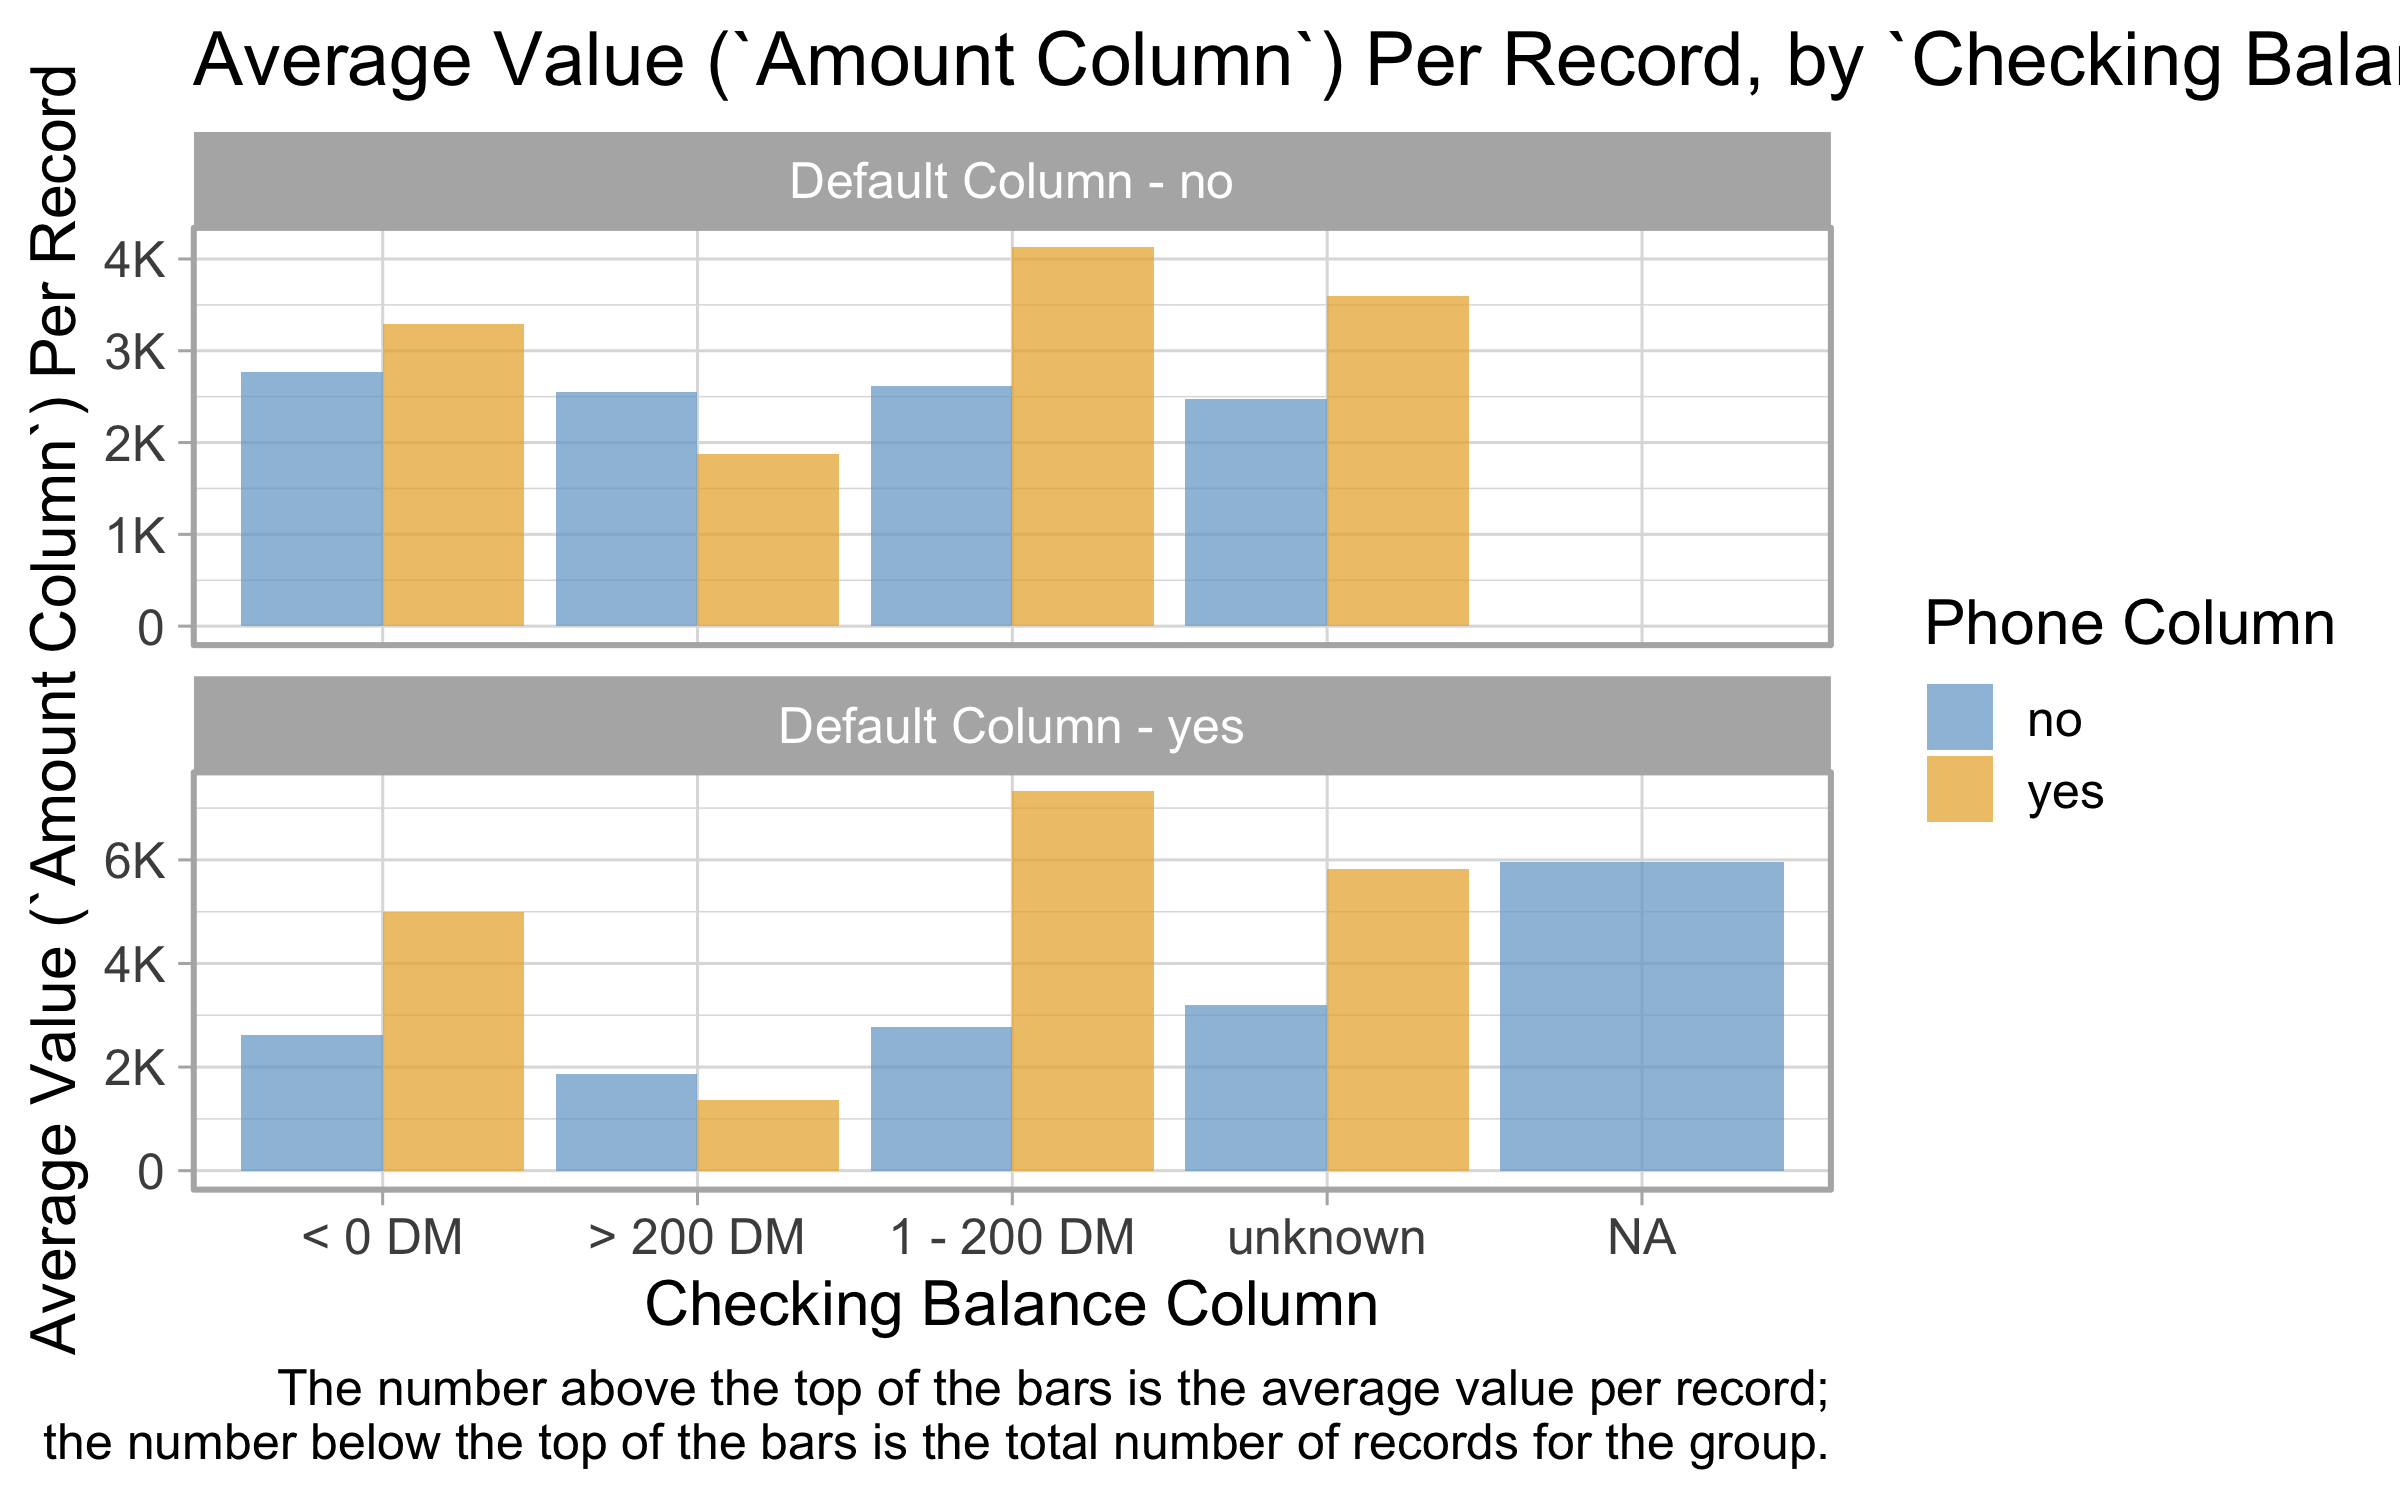 Average Value (`Amount Column`) Per Record, by `Checking
Average Value (`Amount Column`) Per Record
Default Column - no
4K
3K
2K
1K
0
Default Column - yes
6K
4K
2K
0
< 0 DM
> 200 DM
1 - 200 DM
unknown
NA
Checking Balance Column
Phone Column
no
yes
The number above the top of the bars is the average value per record;
the number below the top of the bars is the total number of records for the group.